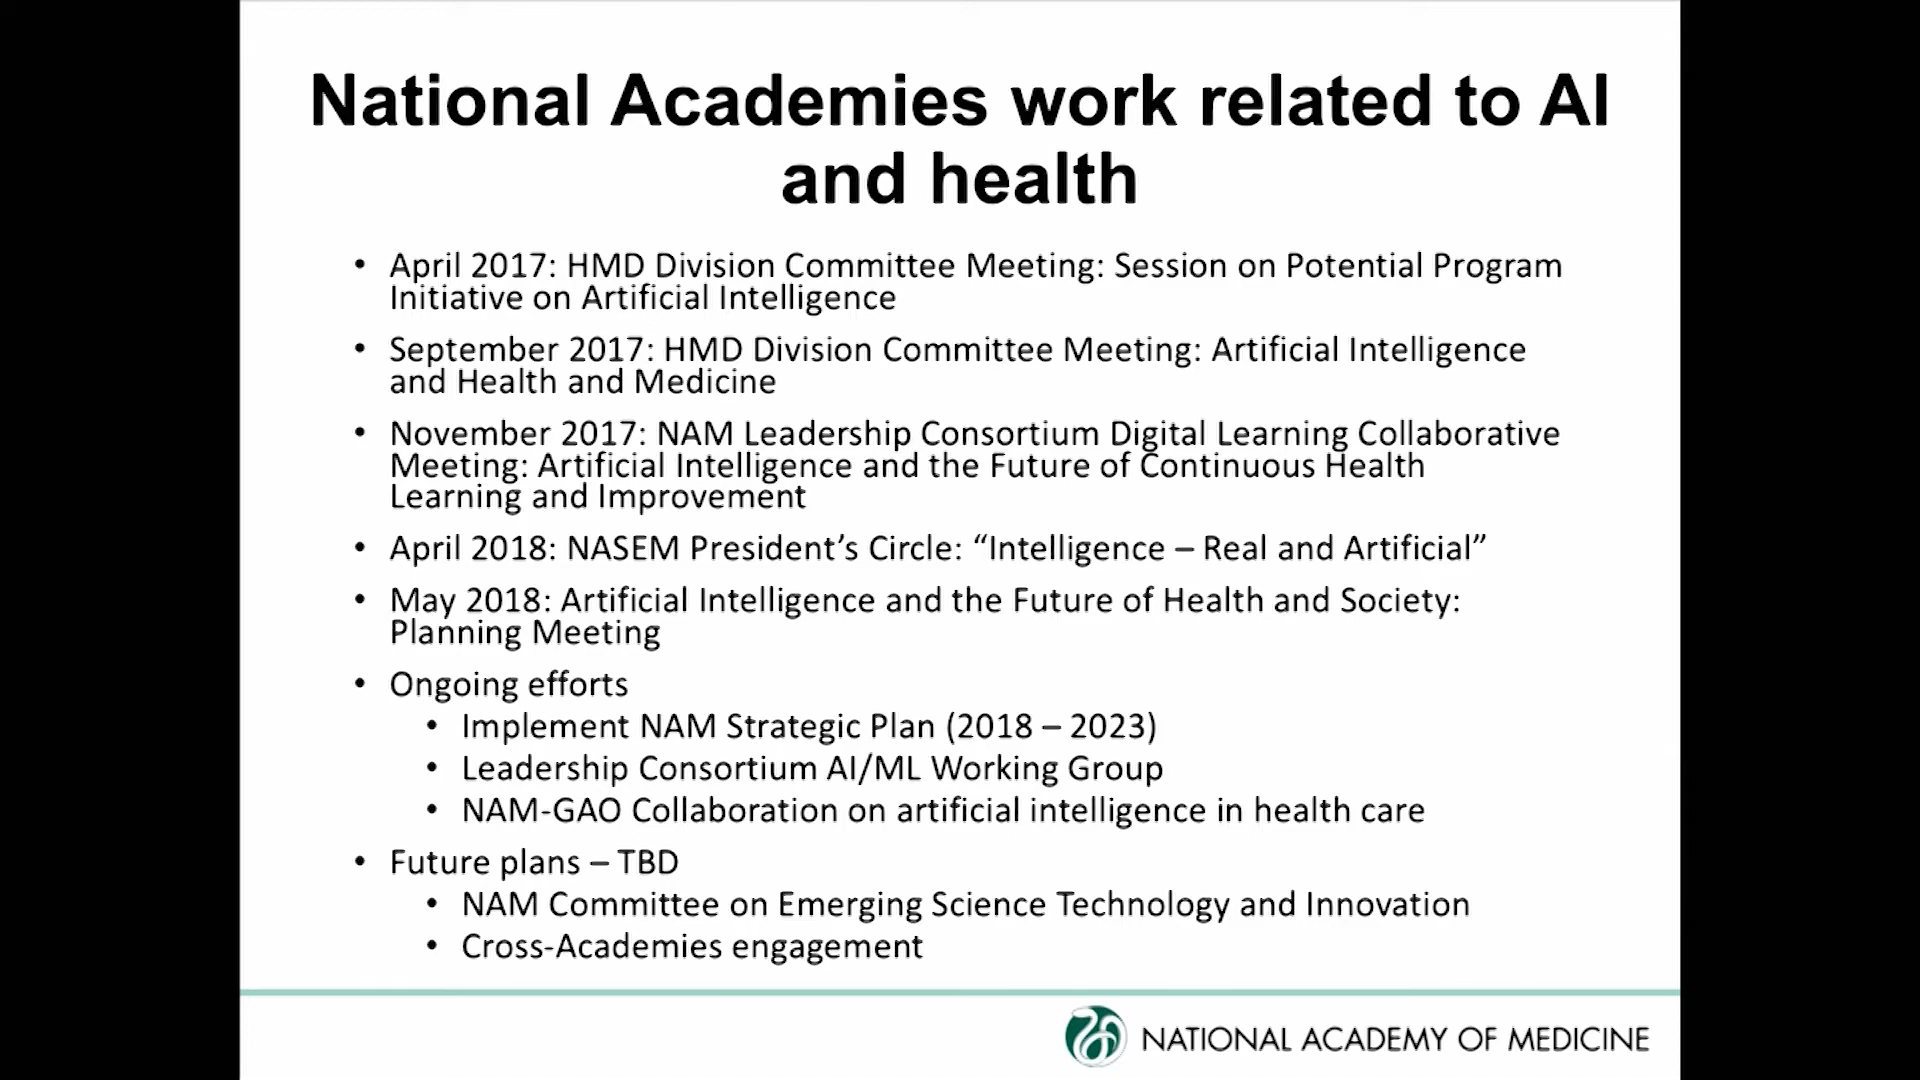 National Academies work related to AI
and health
• April 2017: HMD Division Committee Meeting: Session on Potential Program
Initiative on Artificial Intelligence
• September 2017: HMD Division Committee Meeting: Artificial Intelligence
and Health and Medicine
• November 2017: NAM Leadership Consortium Digital Learning Collaborative
Meeting: Artificial Intelligence and the Future of Continuous Health
Learning and Improvement
• April 2018: NASEM President’s Circle: “Intelligence – Real and Artificial”
• May 2018: Artificial Intelligence and the Future of Health and Society:
Planning Meeting
• Ongoing efforts
• Implement NAM Strategic Plan (2018 – 2023)
• Leadership Consortium AI/ML Working Group
• NAM-GAO Collaboration on artificial intelligence in health care
• Future plans – TBD
• NAM Committee on Emerging Science Technology and Innovation
• Cross-Academies engagement
NATIONAL ACADEMY OF MEDICINE